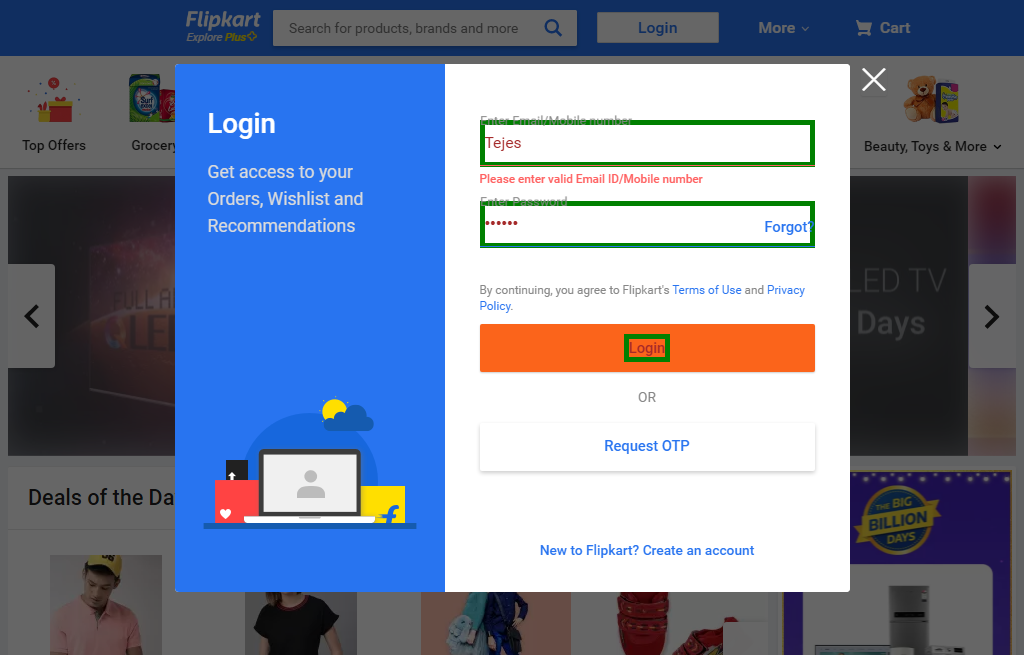 Flipkart
Explore Plus
Search for products, brands and more
Login
More
Cart
Top Offers
Grocery
Beauty, Toys & More
Login
Get access to your
Orders, Wishlist and
Recommendations
Enter Email/Mobile number
Tejes
Please enter valid Email ID/Mobile number
Enter Password
••••••
Forgot?
By continuing, you agree to Flipkart's Terms of Use and Privacy
Policy.
Login
OR
Request OTP
New to Flipkart? Create an account
FULL
LED
LED TV
Days
Deals of the Da
THE BIG
BILLION
DAYS